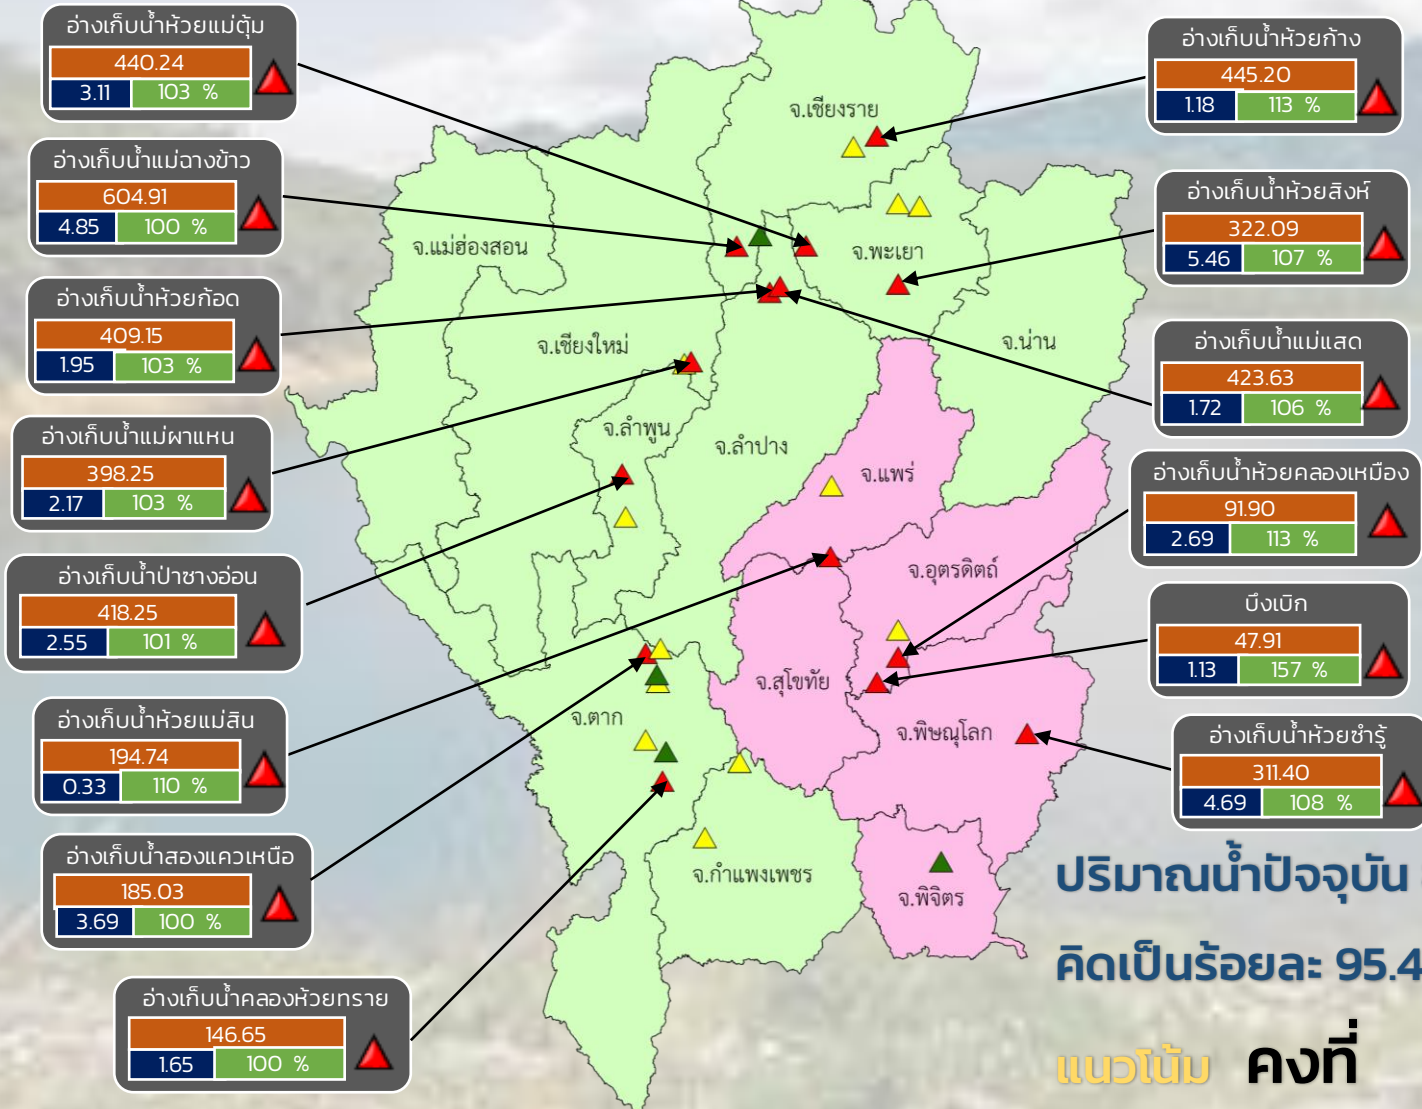 อ่างเก็บน้ำห้วยแม่ตุ้ม
440.24
3.11 103 %
อ่างเก็บน้ำแม่ฉางข้าว
604.91
4.85 100 %
อ่างเก็บน้ำห้วยก้อด
409.15
1.95 103 %
อ่างเก็บน้ำแม่ผาแหน
398.25
2.17 103 %
อ่างเก็บน้ำป่าซางอ่อน
418.25
2.55 101 %
อ่างเก็บน้ำห้วยแม่สิน
194.74
0.33 110 %
อ่างเก็บน้ำสองแควเหนือ
185.03
3.69 100 %
อ่างเก็บน้ำคลองห้วยทราย
146.65
1.65 100 %
จ.เชียงราย
จ.แม่ฮ่องสอน
จ.พะเยา
จ.เชียงใหม่
จ.น่าน
จ.ลำพูน
จ.ลำปาง
จ.แพร่
จ.อุตรดิตถ์
จ.สุโขทัย
จ.ตาก
จ.พิษณุโลก
จ.กำแพงเพชร
จ.พิจิตร
อ่างเก็บน้ำห้วยก้าง
445.20
1.18 113 %
อ่างเก็บน้ำห้วยสิงห์
322.09
5.46 107 %
อ่างเก็บน้ำแม่แสด
423.63
1.72 106 %
อ่างเก็บน้ำห้วยคลองเหมือง
91.90
2.69 113 %
บึงเบิก
47.91
1.13 157 %
อ่างเก็บน้ำห้วยซำรู้
311.40
4.69 108 %
ปริมาณน้ำปัจจุบัน
คิดเป็นร้อยละ 95.4
แนวโน้ม คงที่